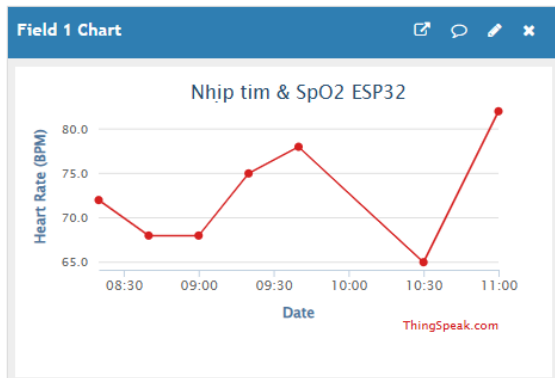 Field 1 Chart
Nhịp tim & SpO2 ESP32
Heart Rate (BPM)
80.0
75.0
70.0
65.0
08:30 09:00 09:30 10:00 10:30 11:00
Date
ThingSpeak.com